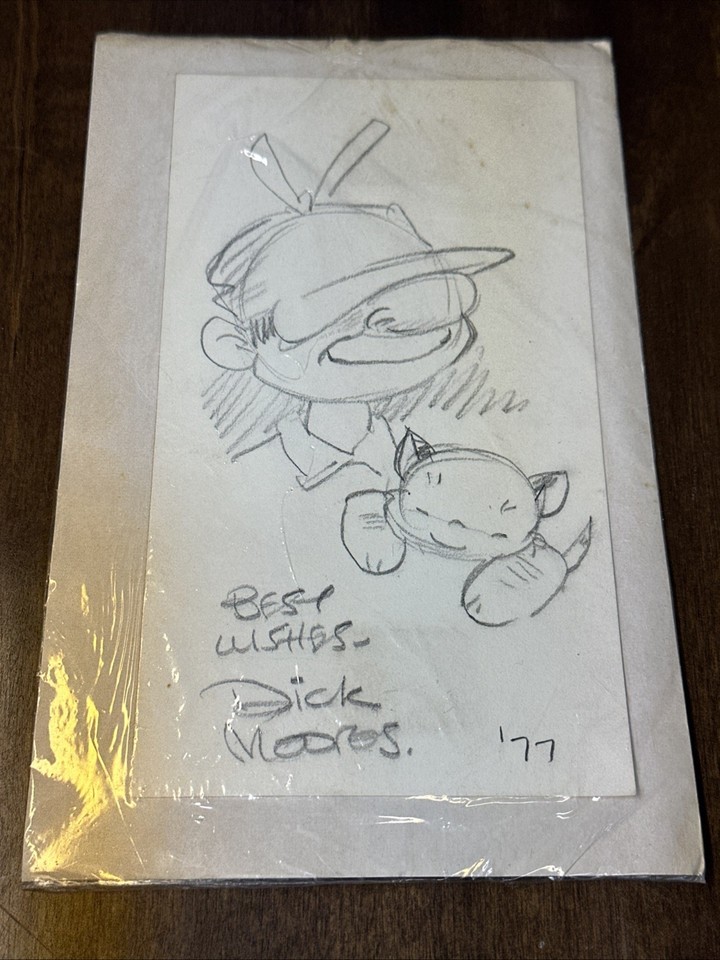 BEST
WISHES-
Dick
Moores.
'77